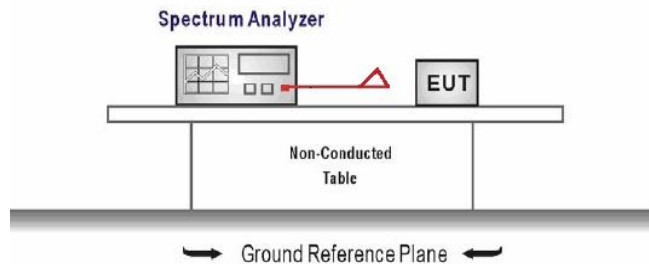 Spectrum Analyzer
EUT
Non-Conducted
Table
Ground Reference Plane